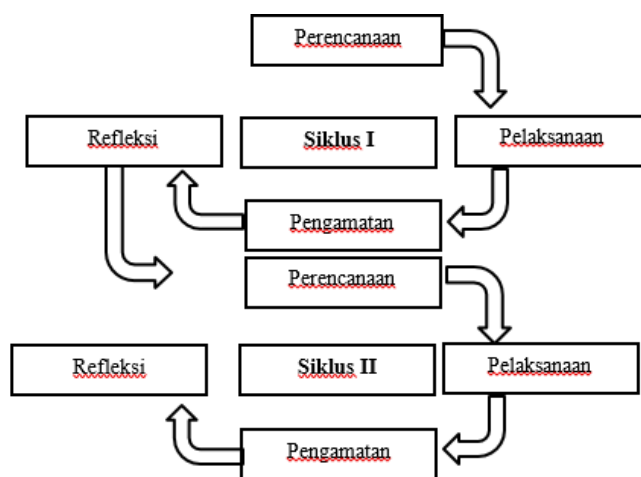 Perencanaan
Refleksi
Siklus I
Pelaksanaan
Pengamatan
Perencanaan
Refleksi
Siklus II
Pelaksanaan
Pengamatan